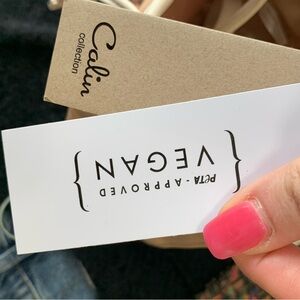 Calin
collection
PETA - APPROVED
{ VEGAN }